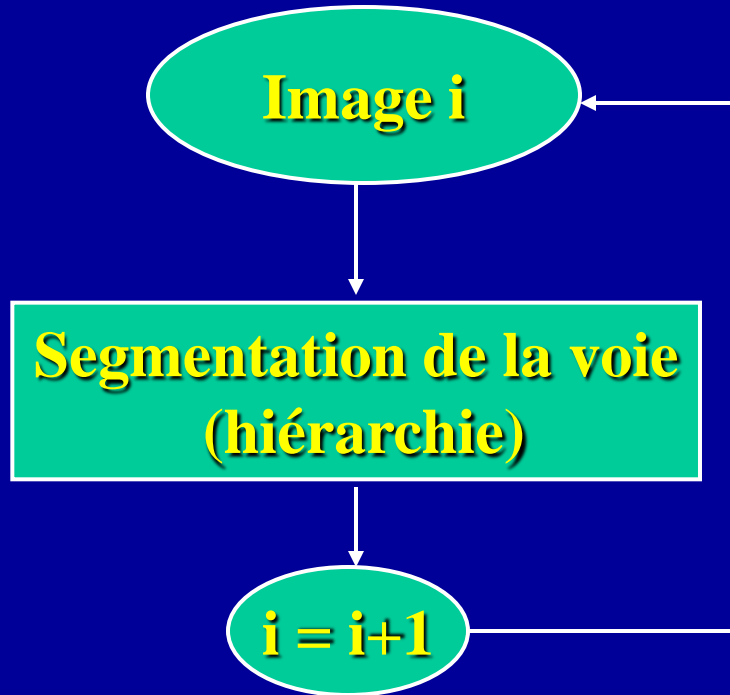 Image i
Segmentation de la voie
(hiérarchie)
i = i+1